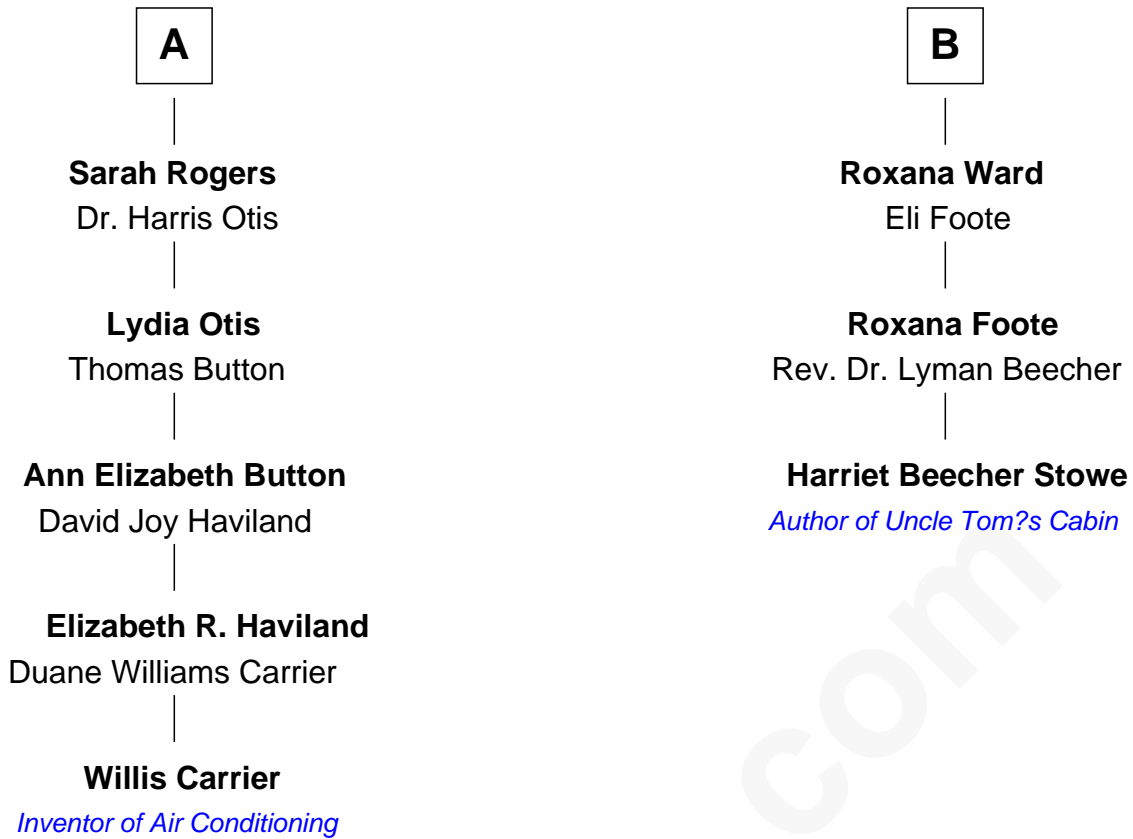 A
Sarah Rogers
Dr. Harris Otis
Lydia Otis
Thomas Button
Ann Elizabeth Button
David Joy Haviland
Elizabeth R. Haviland
Duane Williams Carrier
Willis Carrier
Inventor of Air Conditioning
B
Roxana Ward
Eli Foote
Roxana Foote
Rev. Dr. Lyman Beecher
Harriet Beecher Stowe
Author of Uncle Tom?s Cabin
com